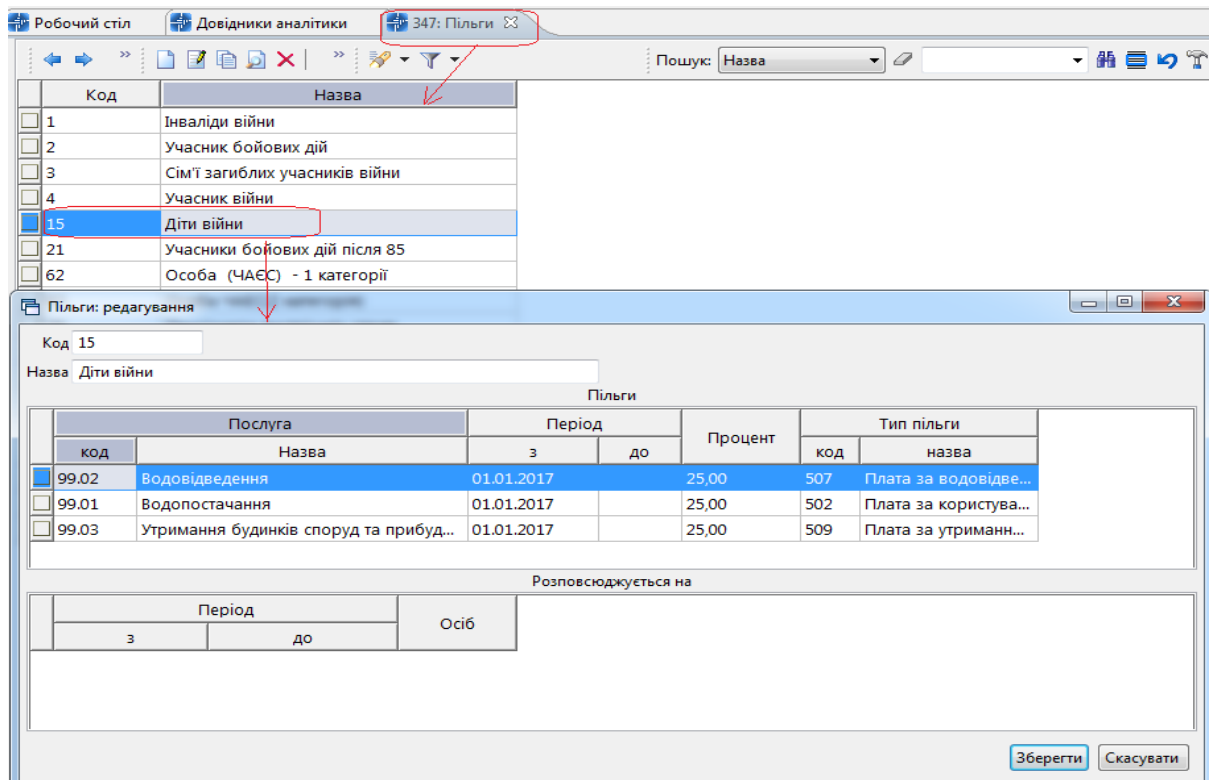 Робочий стіл Довідники аналітики 347: Пільги
» » Пошук: Назва
Код Назва
1 Інваліди війни
2 Учасник бойових дій
3 Сім'ї загиблих учасників війни
4 Учасник війни
15 Діти війни
21 Учасники бойових дій після 85
62 Особа (ЧАЄС) - 1 категорії
Пільги: редагування
Код 15
Назва Діти війни
Пільги
Послуга Період Процент Тип пільги
код Назва з до код назва
99.02 Водовідведення 01.01.2017 25,00 507 Плата за водовідве...
99.01 Водопостачання 01.01.2017 25,00 502 Плата за користува...
99.03 Утримання будинків споруд та прибуд... 01.01.2017 25,00 509 Плата за утриманн...
Розповсюджується на
Період Осіб
з до
Зберегти Скасувати